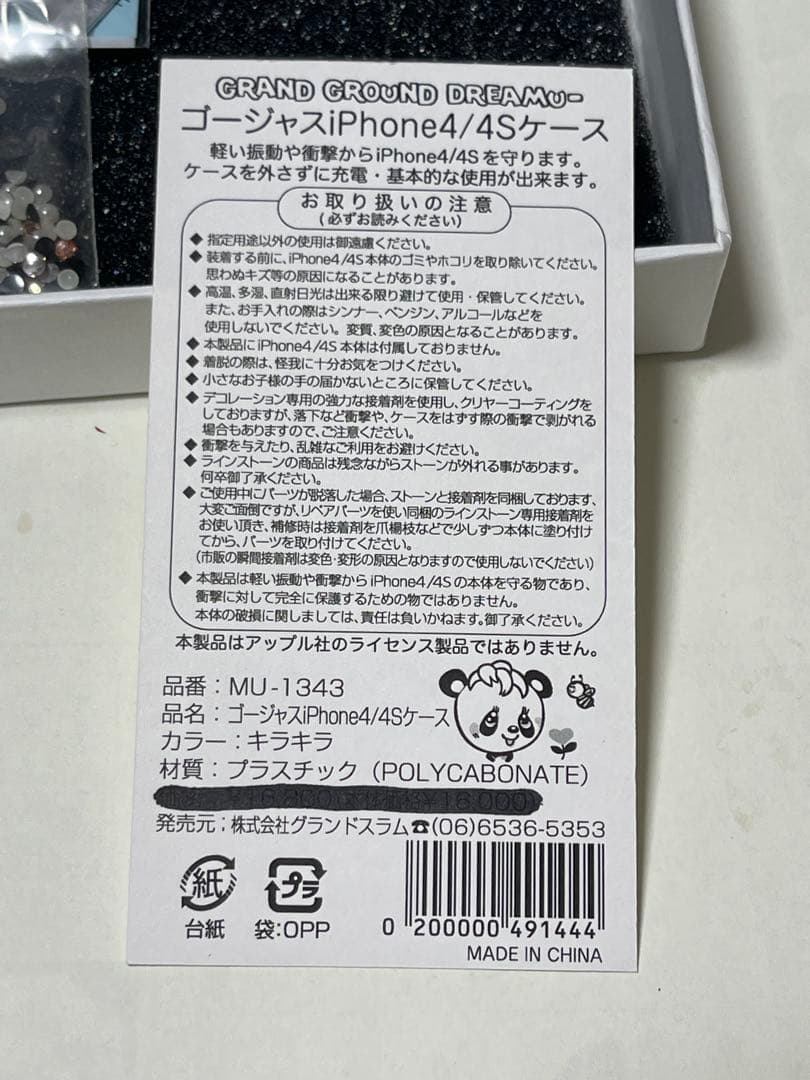 GRAND GROUND DREAMU-
ゴージャスiPhone4/4Sケース
軽い振動や衝撃からiPhone4/4Sを守ります。
ケースを外さずに充電・基本的な使用が出来ます。
お取り扱いの注意
(必ずお読みください)
◆指定用途以外の使用は御遠慮ください。
◆装着する前に、iPhone4/4S本体のゴミやホコリを取り除いてください。
思わぬキズ等の原因になることがあります。
◆高温、多湿、直射日光は出来る限り避けて使用・保管してください。
また、お手入れの際はシンナー、ベンジン、アルコールなどを
使用しないでください。変質、変色の原因となることがあります。
◆本製品にiPhone4/4S本体は付属しておりません。
◆着脱の際は、怪我に十分お気をつけください。
◆小さなお子様の手の届かないところに保管してください。
◆デコレーション専用の強力な接着剤を使用し、クリヤーコーティングを
しておりますが、落下など衝撃や、ケースをはずす際の衝撃で剥がれる
場合もありますので、ご注意ください。
◆衝撃を与えたり、乱雑なご利用をお避けください。
◆ラインストーンの商品は残念ながらストーンが外れる事があります。
何卒御了承ください。
◆ご使用中にパーツが脱落した場合、ストーンと接着剤を同梱しております、
大変ご面倒ですが、リペアパーツを使い同梱のラインストーン専用接着剤を
お使い頂き、補修時は接着剤を爪楊枝などで少しずつ本体に塗り付け
てから、パーツを取り付けてください。
(市販の瞬間接着剤は変色・変形の原因となりますので使用しないでください)
◆本製品は軽い振動や衝撃からiPhone4/4Sの本体を守る物であり、
衝撃に対して完全に保護するための物ではありません。
本体の破損に関しましては、責任は負いかねます。御了承ください。
本製品はアップル社のライセンス製品ではありません。
品番：MU-1343
品名：ゴージャスiPhone4/4Sケース
カラー：キラキラ
材質：プラスチック（POLYCABONATE）
発売元：株式会社グランドスラム☎(06)6536-5353
紙 プラ
台紙 袋:OPP
0 200000 491444
MADE IN CHINA